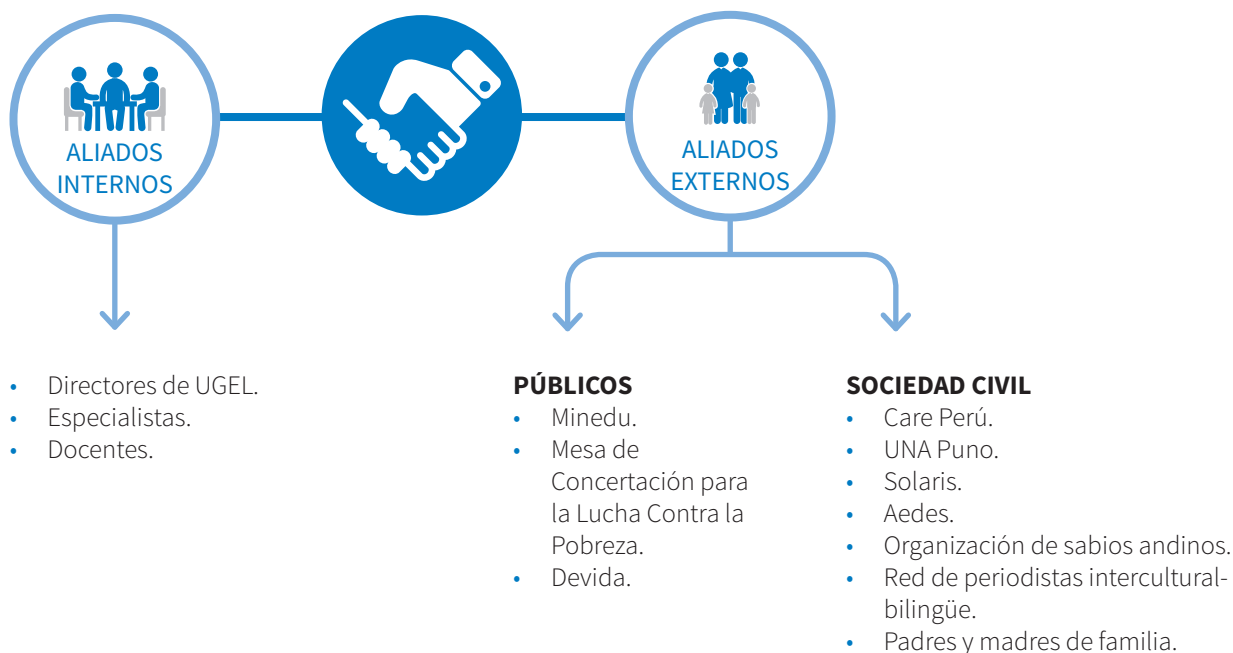 ALIADOS
INTERNOS
ALIADOS
EXTERNOS
• Directores de UGEL.
• Especialistas.
• Docentes.
PÚBLICOS
• Minedu.
• Mesa de
Concertación para
la Lucha Contra la
Pobreza.
• Devida.
SOCIEDAD CIVIL
• Care Perú.
• UNA Puno.
• Solaris.
• Aedes.
• Organización de sabios andinos.
• Red de periodistas intercultural-
bilingüe.
• Padres y madres de familia.